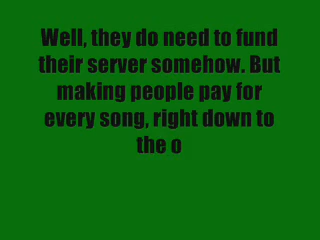 Well, they do need to fund
their server somehow. But
making people pay for
every song, right down to
the o